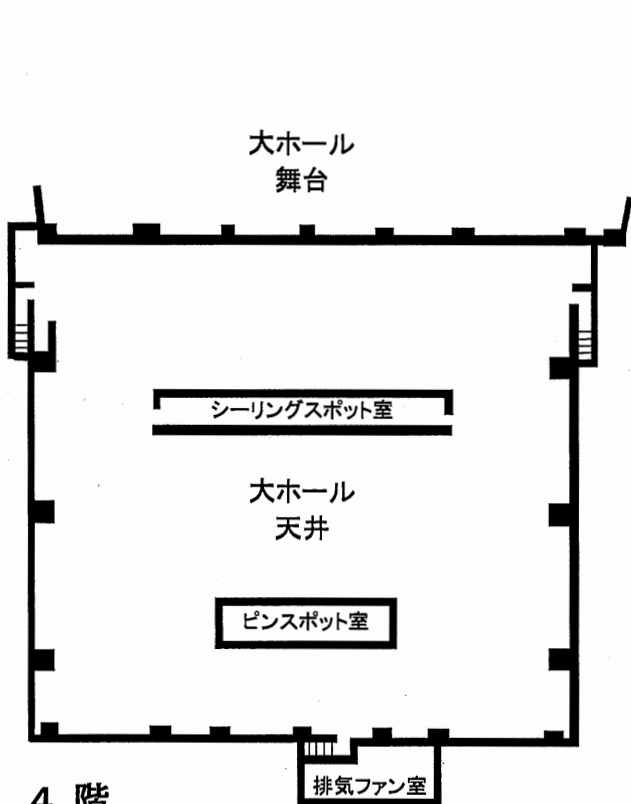 大ホール
舞台
シーリングスポット室
大ホール
天井
ピンスポット室
排気ファン室
4 階